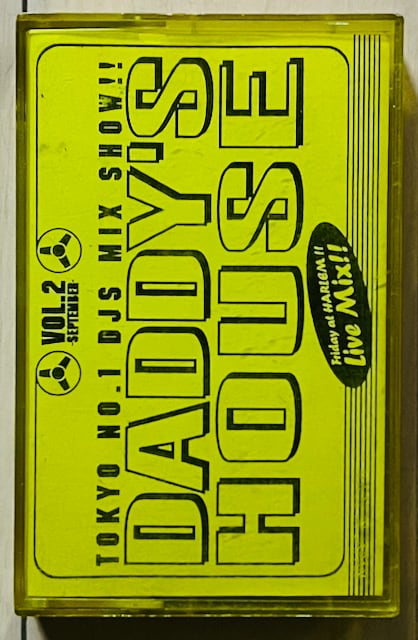 VOL.2
-SEPTEMBER-
TOKYO NO.1 DJS MIX SHOW!!
DADDY'S
HOUSE
Friday at HARLEM!!
Live Mix!!